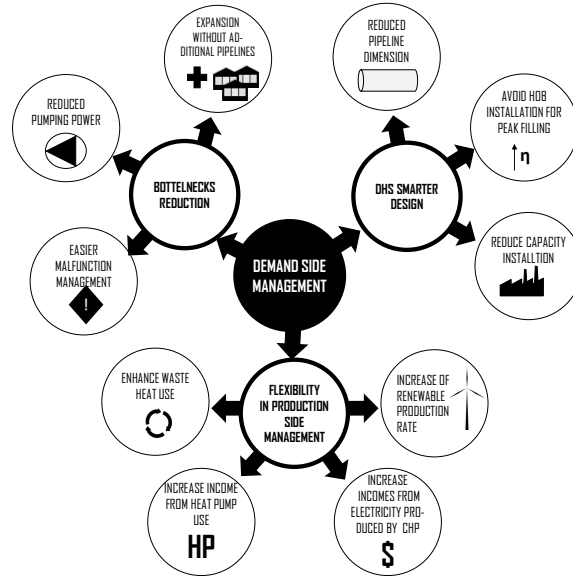 EXPANSION
WITHOUT AD-
DITIONAL PIPELINES
REDUCED
PIPELINE
DIMENSION
REDUCED
PUMPING POWER
AVOID HOB
INSTALLATION FOR
PEAK FILLING
η
BOTTELNECKS
REDUCTION
DHS SMARTER
DESIGN
EASIER
MALFUNCTION
MANAGEMENT
!
DEMAND SIDE
MANAGEMENT
REDUCE CAPACITY
INSTALLTION
ENHANCE WASTE
HEAT USE
FLEXIBILITY
IN PRODUCTION
SIDE
MANAGEMENT
INCREASE OF
RENEWABLE
PRODUCTION
RATE
INCREASE INCOME
FROM HEAT PUMP
USE
HP
INCREASE
INCOMES FROM
ELECTRICITY PRO-
DUCED BY CHP
$